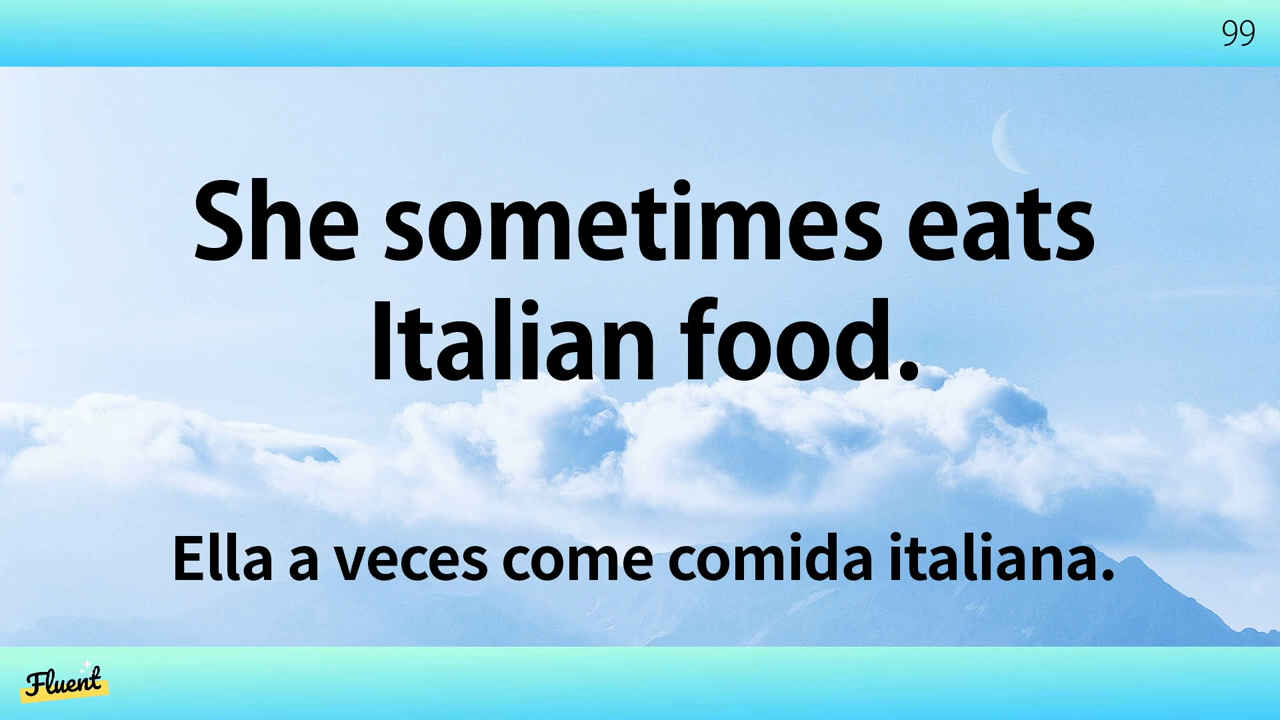 99
She sometimes eats
Italian food.
Ella a veces come comida italiana.
Fluent